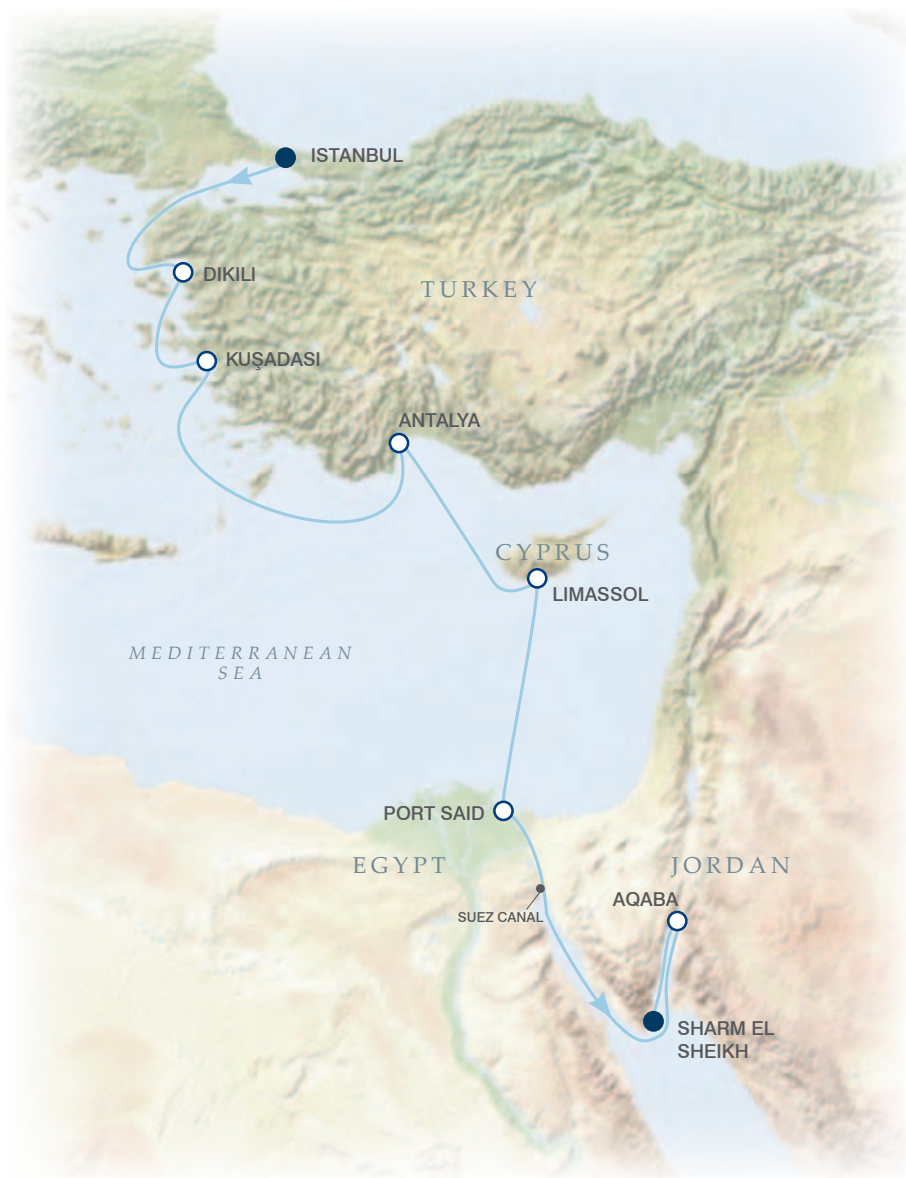 ISTANBUL
DIKILI
TURKEY
KUŞADASI
ANTALYA
CYPRUS
LIMASSOL
MEDITERRANEAN
SEA
PORT SAID
EGYPT
JORDAN
AQABA
SUEZ CANAL
SHARM EL
SHEIKH